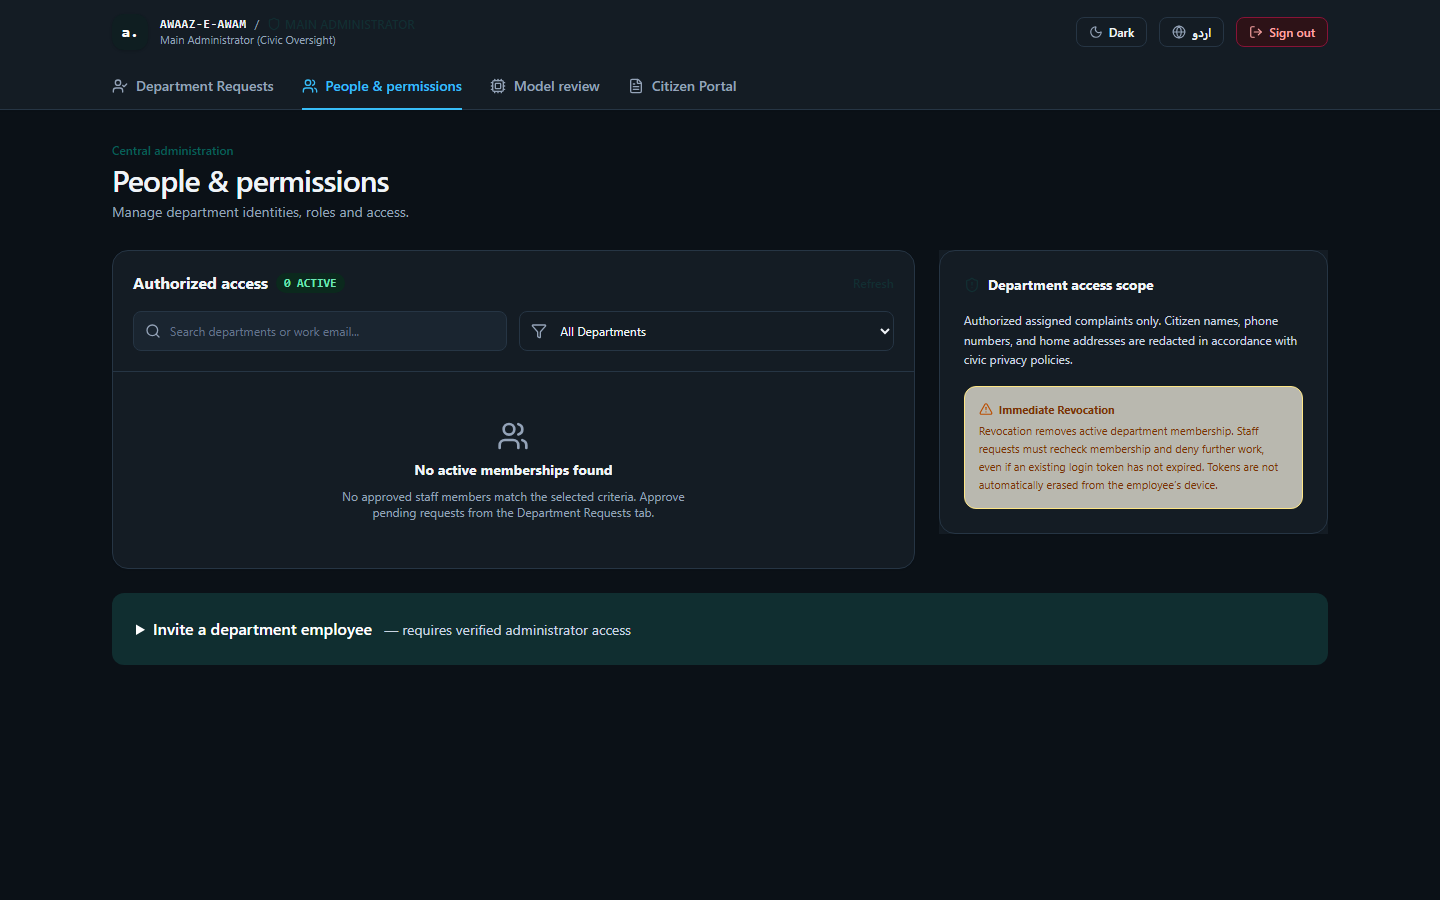 a.
AWAAZ-E-AWAM / MAIN ADMINISTRATOR
Main Administrator (Civic Oversight)
Dark
اردو
Sign out
Department Requests
People & permissions
Model review
Citizen Portal
Central administration
People & permissions
Manage department identities, roles and access.
Authorized access
0 ACTIVE
Refresh
Search departments or work email...
All Departments
No active memberships found
No approved staff members match the selected criteria. Approve
pending requests from the Department Requests tab.
Department access scope
Authorized assigned complaints only. Citizen names, phone
numbers, and home addresses are redacted in accordance with
civic privacy policies.
Immediate Revocation
Revocation removes active department membership. Staff
requests must recheck membership and deny further work,
even if an existing login token has not expired. Tokens are not
automatically erased from the employee's device.
Invite a department employee — requires verified administrator access